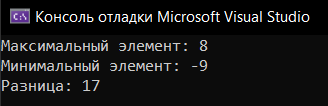 Консоль отладки Microsoft Visual Studio
Максимальный элемент: 8
Минимальный элемент: -9
Разница: 17